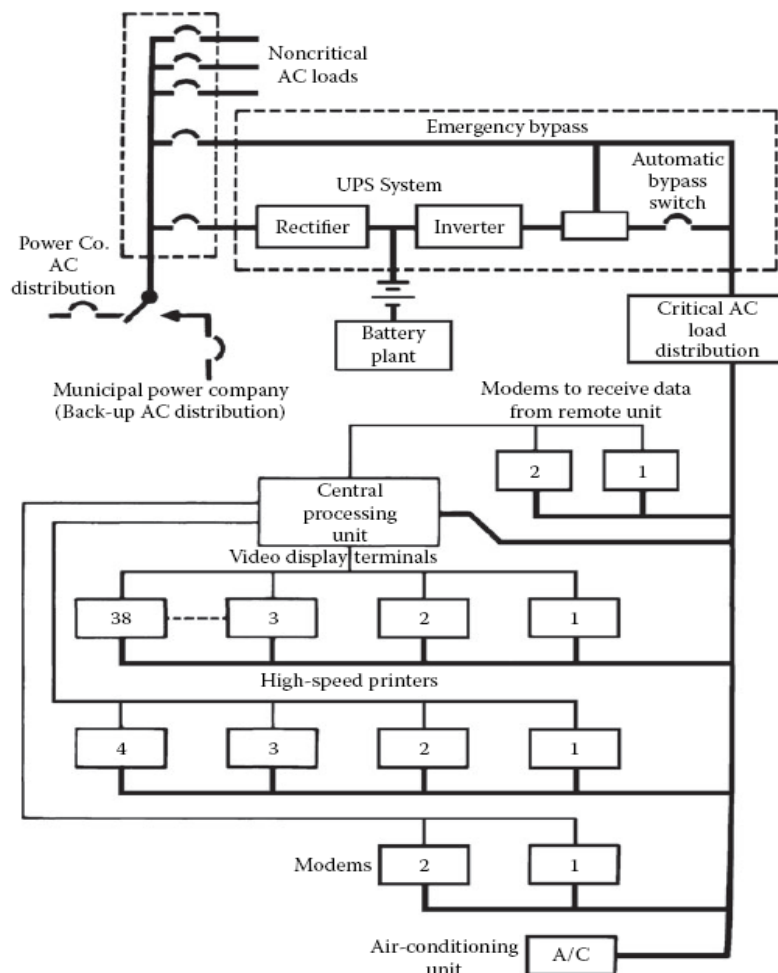 Noncritical
AC loads
Emergency bypass
Automatic
bypass
switch
UPS System
Rectifier
Inverter
Power Co.
AC
distribution
Battery
plant
Critical AC
load
distribution
Municipal power company
(Back-up AC distribution)
Modems to receive data
from remote unit
2
1
Central
processing
unit
Video display terminals
38
3
2
1
High-speed printers
4
3
2
1
Modems
2
1
Air-conditioning
unit
A/C